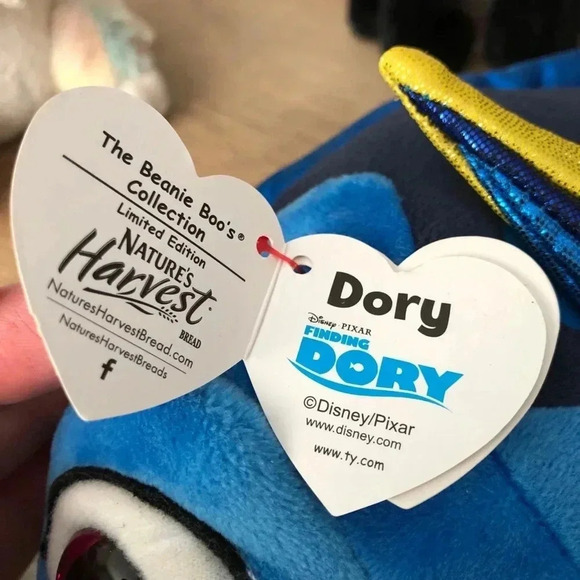 The Beanie Boo's®
Collection
Limited Edition
NATURE'S
Harvest®
BREAD
NaturesHarvestBread.com
NaturesHarvestBreads
f
Dory
Disney · PIXAR
FINDING
DORY
©Disney/Pixar
www.disney.com
www.ty.com